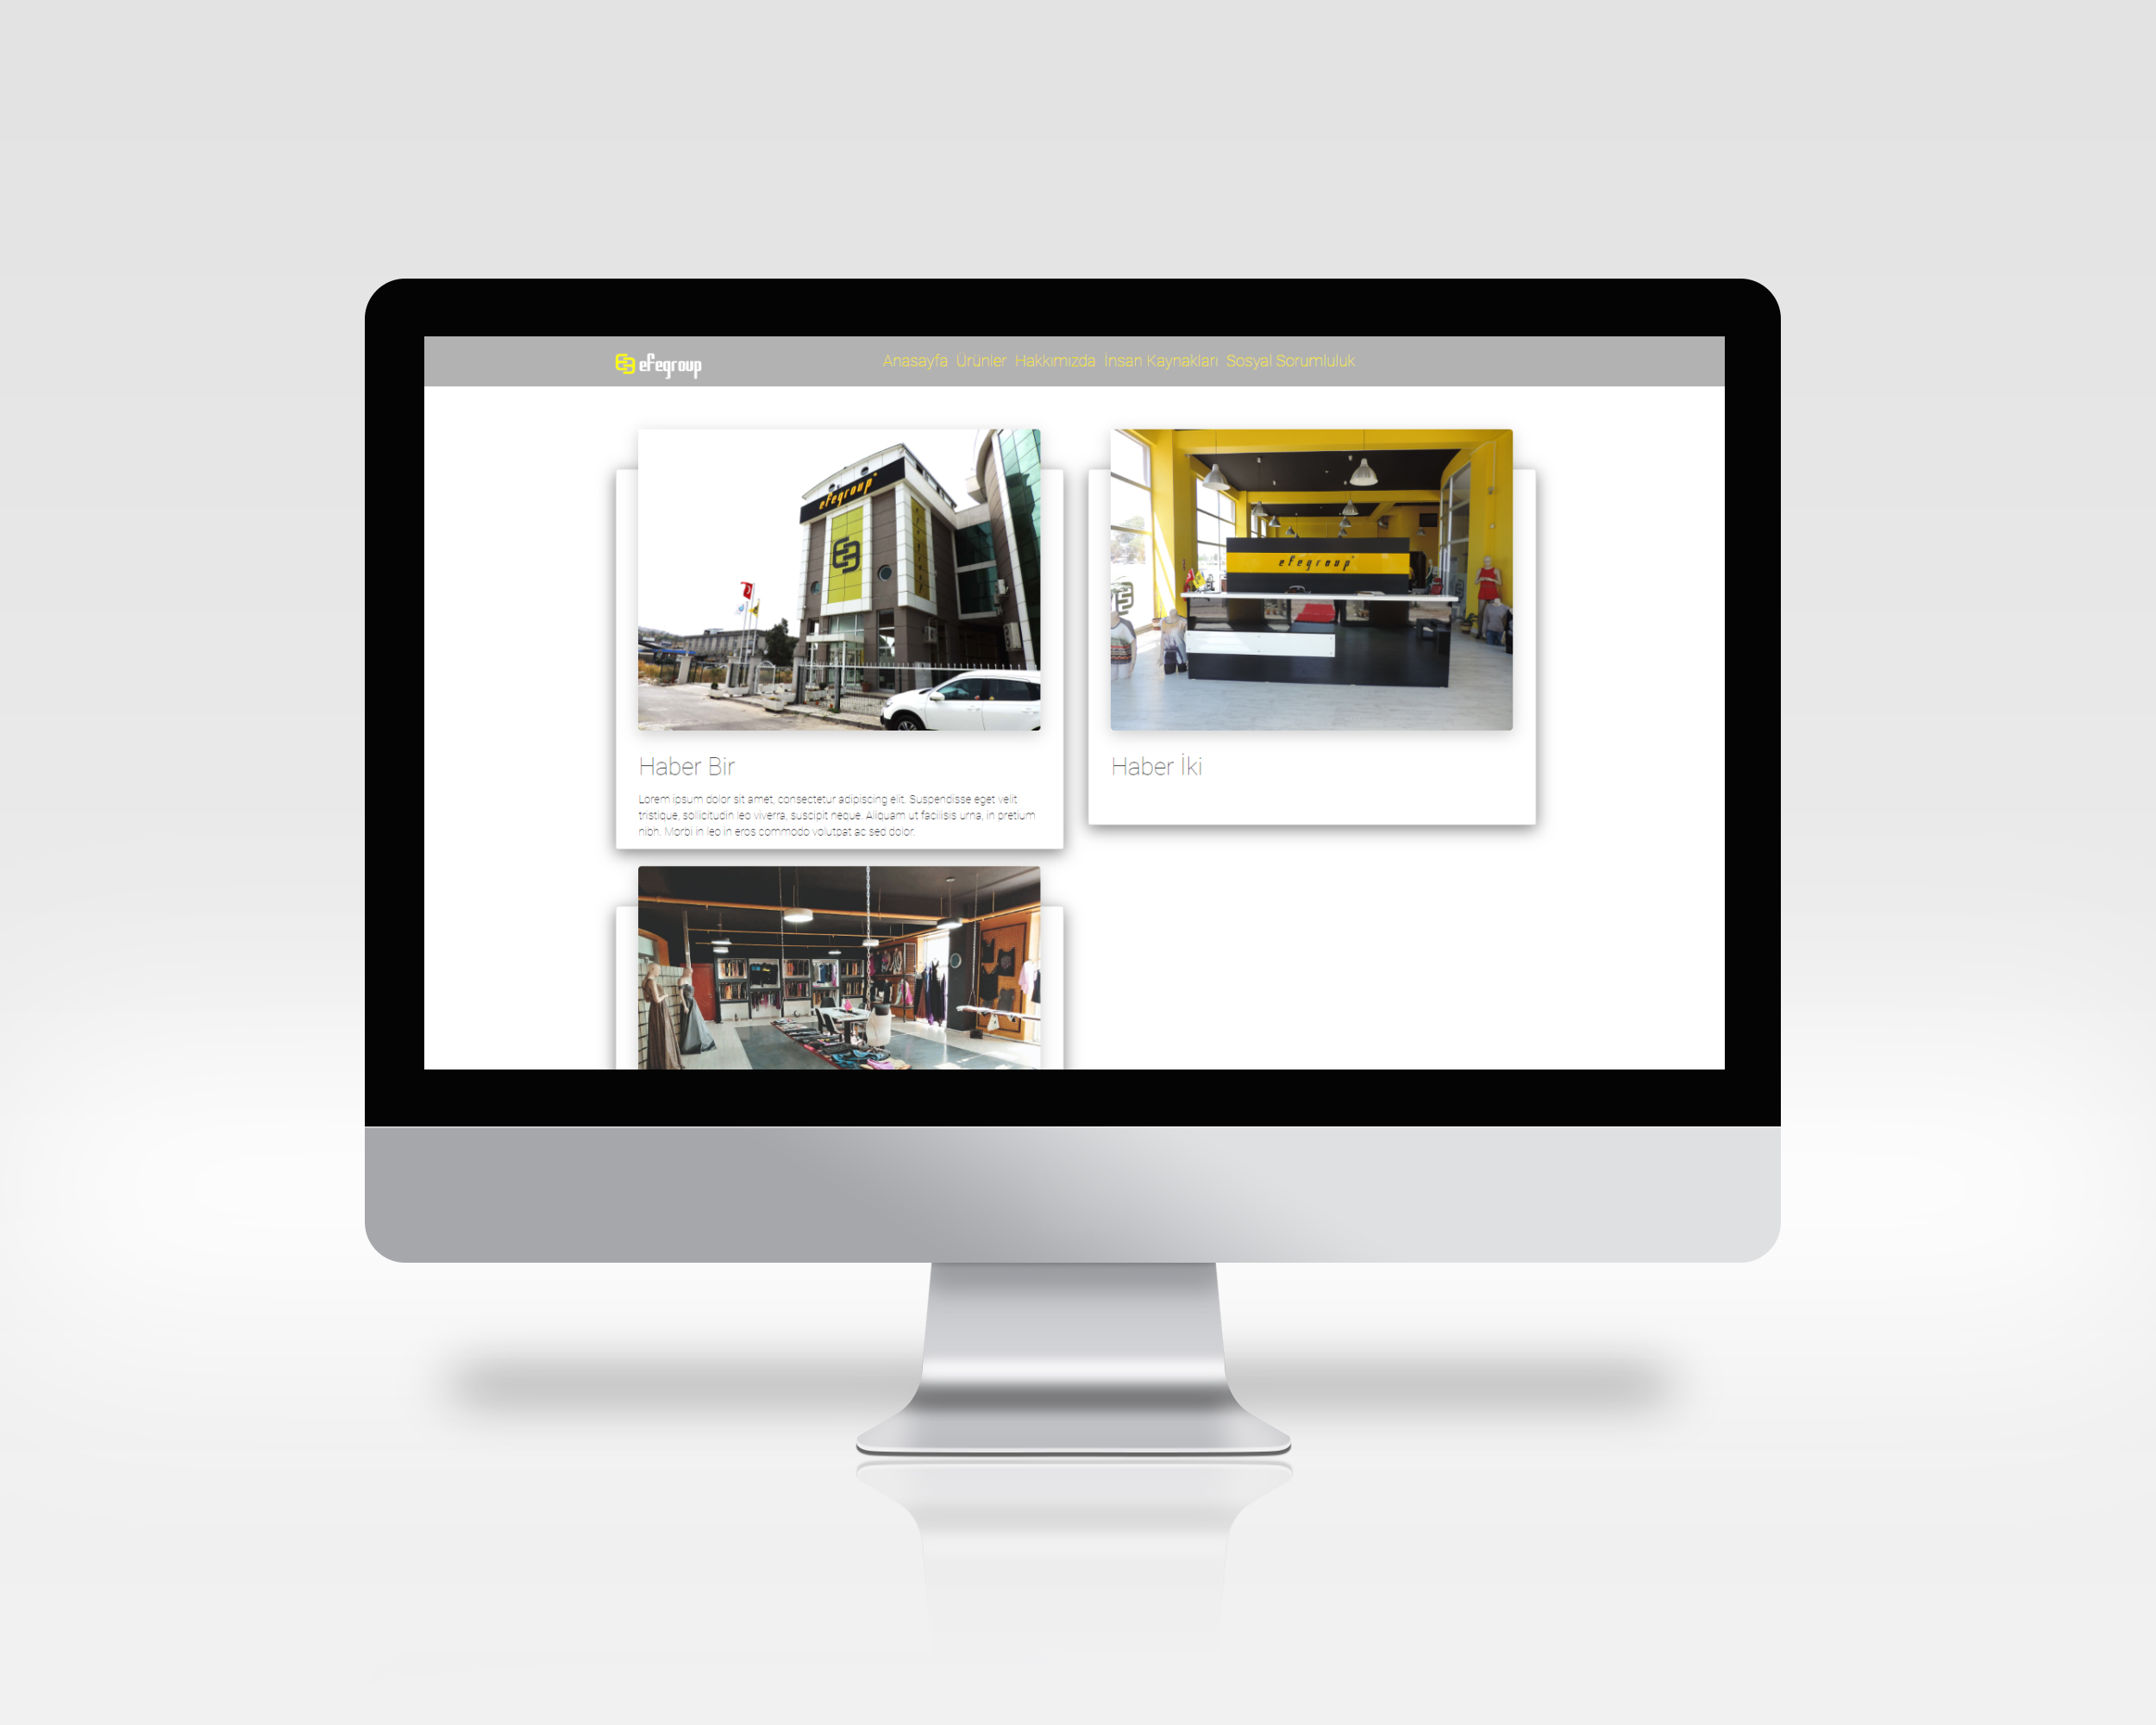 efegroup
Anasayfa Ürünler Hakkımızda İnsan Kaynakları Sosyal Sorumluluk
efegroup
efegroup
Haber Bir
Haber İki
Lorem ipsum dolor sit amet, consectetur adipiscing elit. Suspendisse eget velit
tristique, sollicitudin leo viverra, suscipit neque. Aliquam ut facilisis urna, in pretium
nibh. Morbi in leo in eros commodo volutpat ac sed dolor.